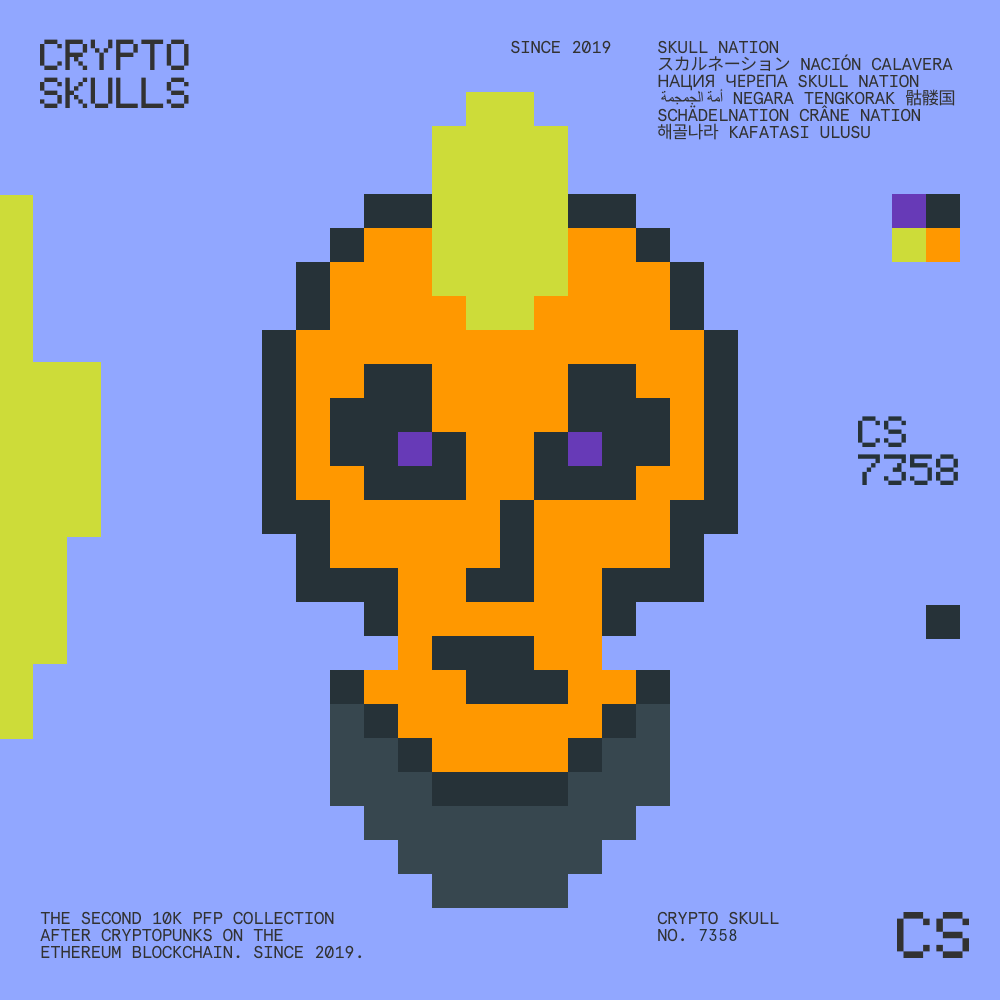 CRYPTO
SKULLS
SINCE 2019
SKULL NATION
スカルネーション NACIÓN CALAVERA
НАЦИЯ ЧЕРЕПА SKULL NATION
أمة الجمجمة NEGARA TENGKORAK 骷髅国
SCHÄDELNATION CRÂNE NATION
해골나라 KAFATASI ULUSU
CS
7358
THE SECOND 10K PFP COLLECTION
AFTER CRYPTOPUNKS ON THE
ETHEREUM BLOCKCHAIN. SINCE 2019.
CRYPTO SKULL
NO. 7358
CS